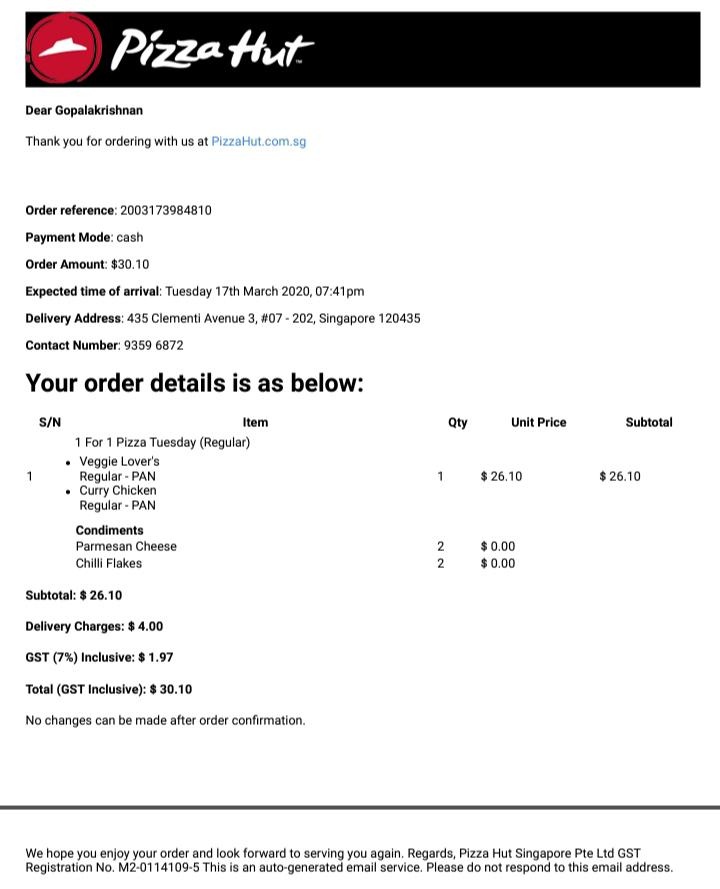 Pizza Hut
Dear Gopalakrishnan
Thank you for ordering with us at PizzaHut.com.sg
Order reference: 2003173984810
Payment Mode: cash
Order Amount: $30.10
Expected time of arrival: Tuesday 17th March 2020, 07:41pm
Delivery Address: 435 Clementi Avenue 3, #07 - 202, Singapore 120435
Contact Number: 9359 6872
Your order details is as below:
S/N Item Qty Unit Price Subtotal
1 For 1 Pizza Tuesday (Regular)
• Veggie Lover's
1 Regular - PAN 1 $ 26.10 $ 26.10
• Curry Chicken
Regular - PAN
Condiments
Parmesan Cheese 2 $ 0.00
Chilli Flakes 2 $ 0.00
Subtotal: $ 26.10
Delivery Charges: $ 4.00
GST (7%) Inclusive: $ 1.97
Total (GST Inclusive): $ 30.10
No changes can be made after order confirmation.
We hope you enjoy your order and look forward to serving you again. Regards, Pizza Hut Singapore Pte Ltd GST
Registration No. M2-0114109-5 This is an auto-generated email service. Please do not respond to this email address.